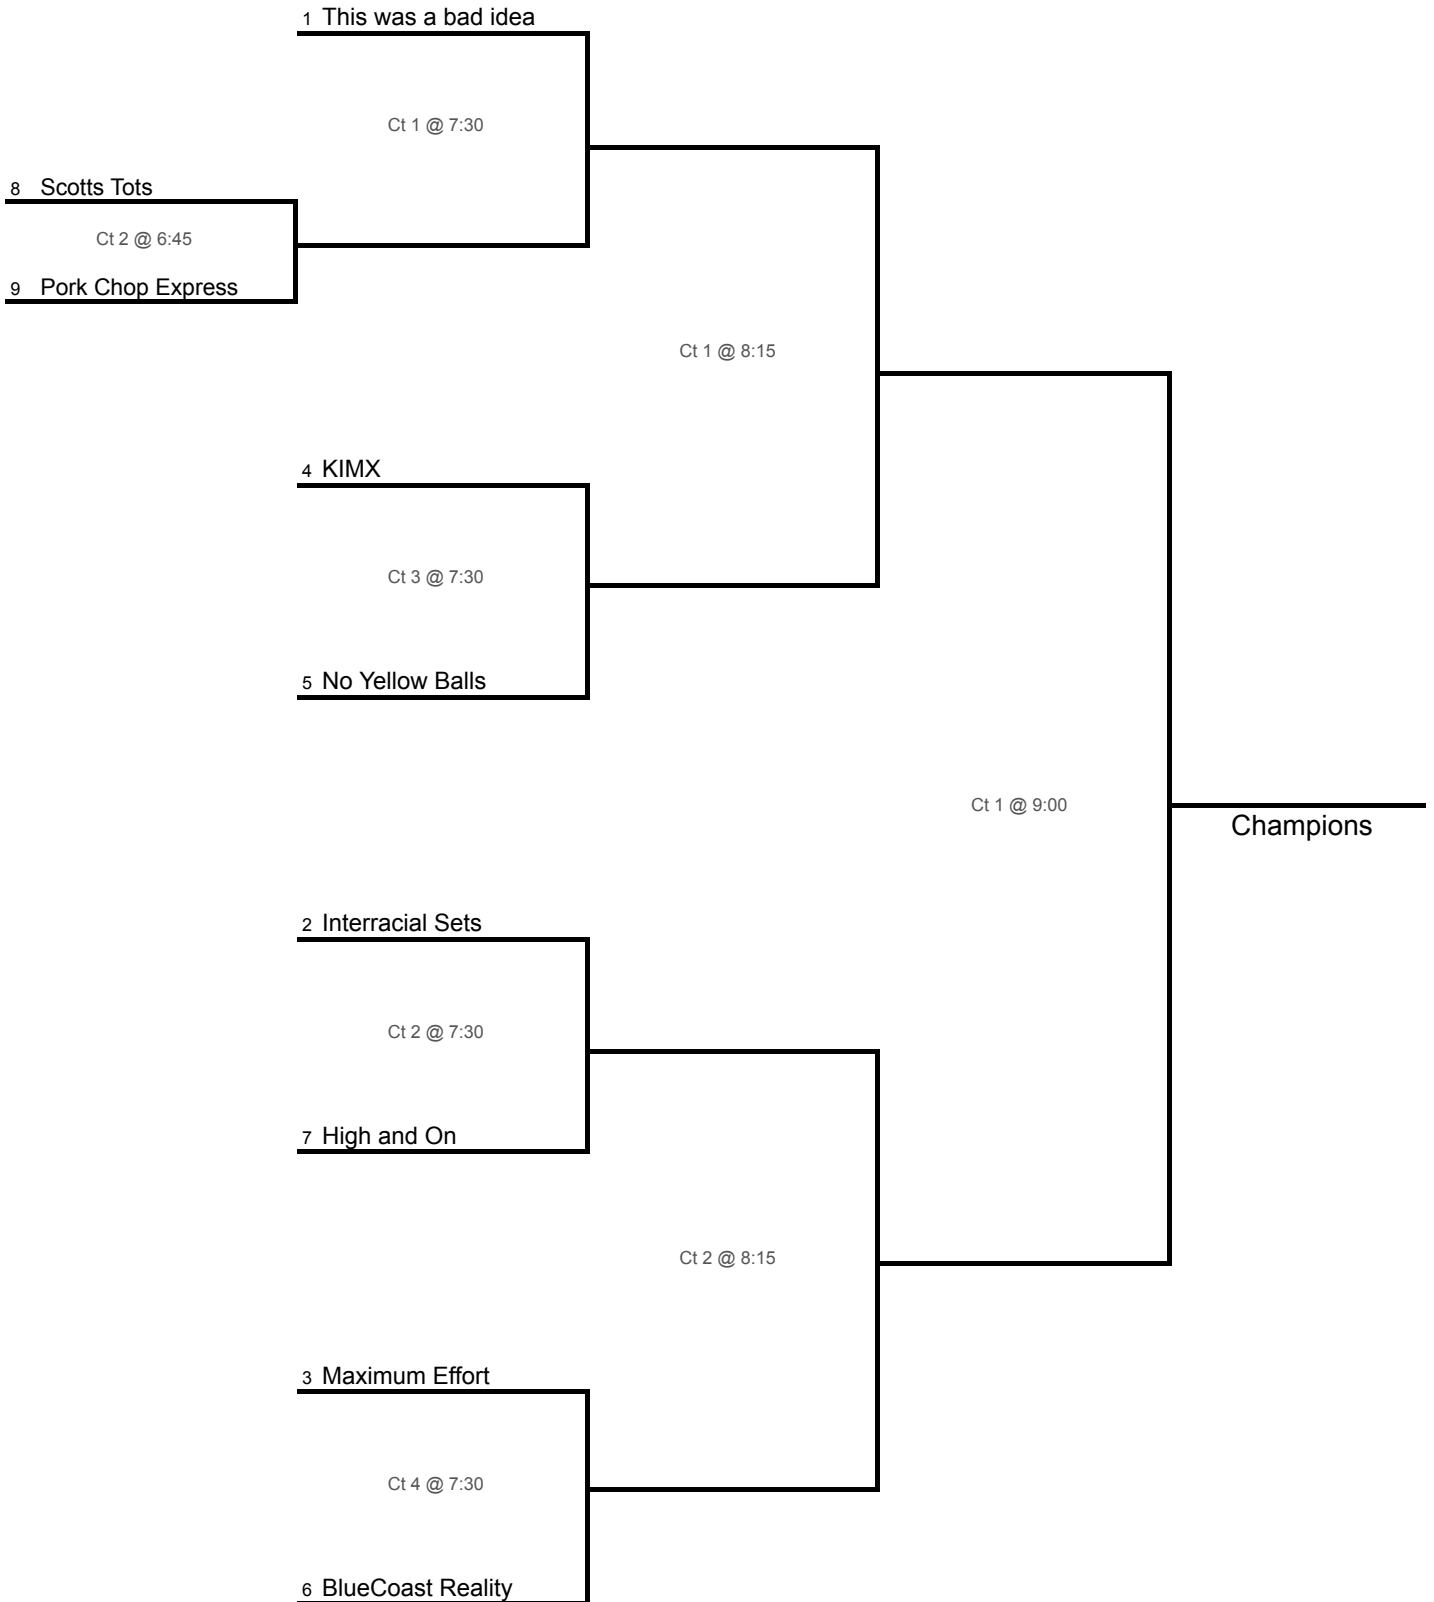 1 This was a bad idea
Ct 1 @ 7:30
8 Scotts Tots
Ct 2 @ 6:45
9 Pork Chop Express
Ct 1 @ 8:15
4 KIMX
Ct 3 @ 7:30
5 No Yellow Balls
Ct 1 @ 9:00
Champions
2 Interracial Sets
Ct 2 @ 7:30
7 High and On
Ct 2 @ 8:15
3 Maximum Effort
Ct 4 @ 7:30
6 BlueCoast Reality